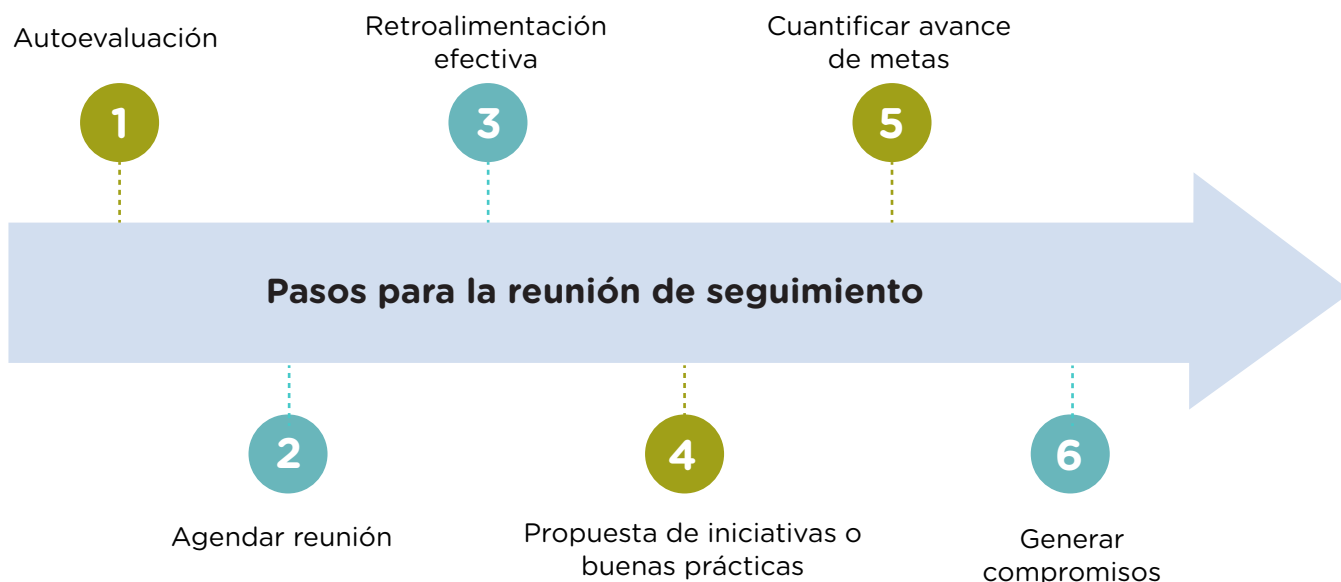 Autoevaluación
1
Retroalimentación
efectiva
3
Cuantificar avance
de metas
5
Pasos para la reunión de seguimiento
2
Agendar reunión
4
Propuesta de iniciativas o
buenas prácticas
6
Generar
compromisos